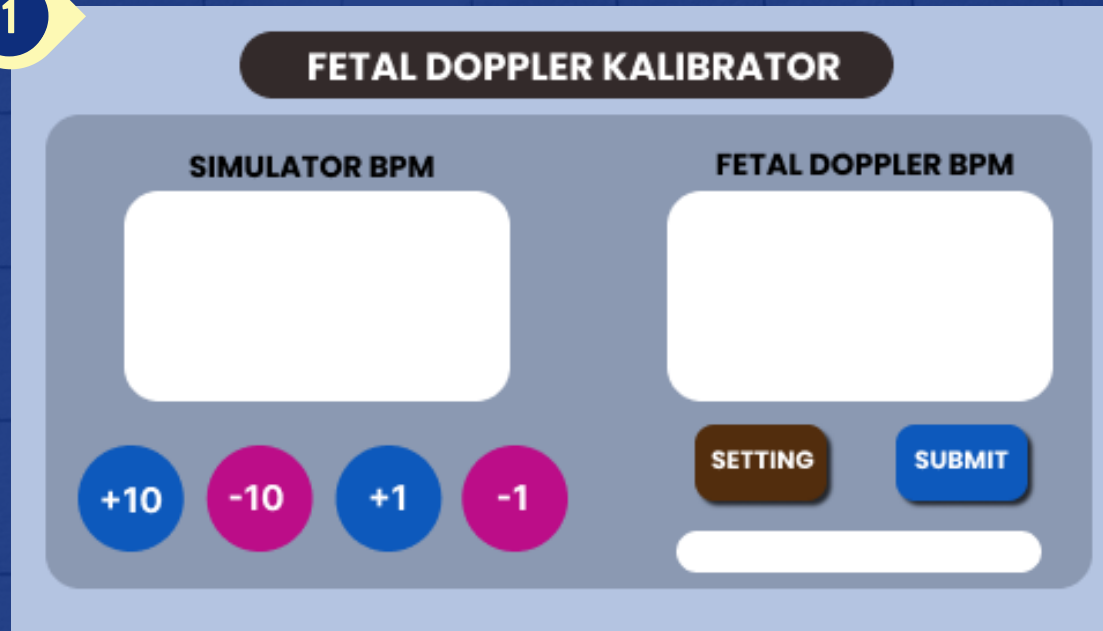 1
FETAL DOPPLER KALIBRATOR
SIMULATOR BPM
FETAL DOPPLER BPM
+10 -10 +1 -1
SETTING SUBMIT